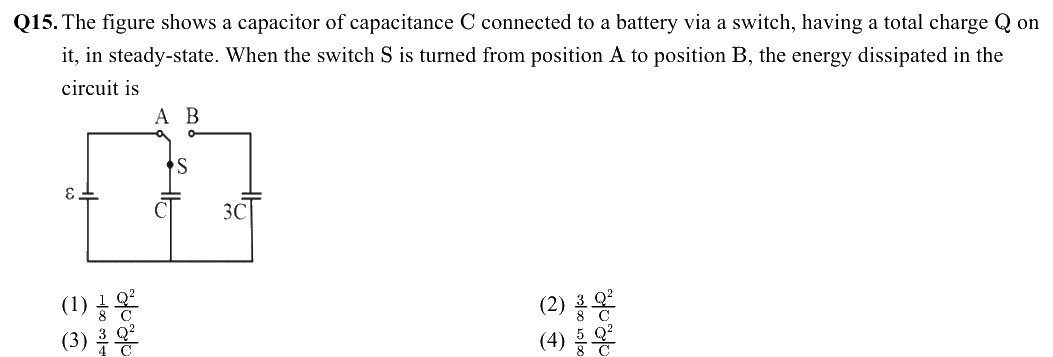 Q15. The figure shows a capacitor of capacitance C connected to a battery via a switch, having a total charge Q on
it, in steady-state. When the switch S is turned from position A to position B, the energy dissipated in the
circuit is
A B
S
ε
C
3C
(1) 1/8 Q²/C (2) 3/8 Q²/C
(3) 3/4 Q²/C (4) 5/8 Q²/C